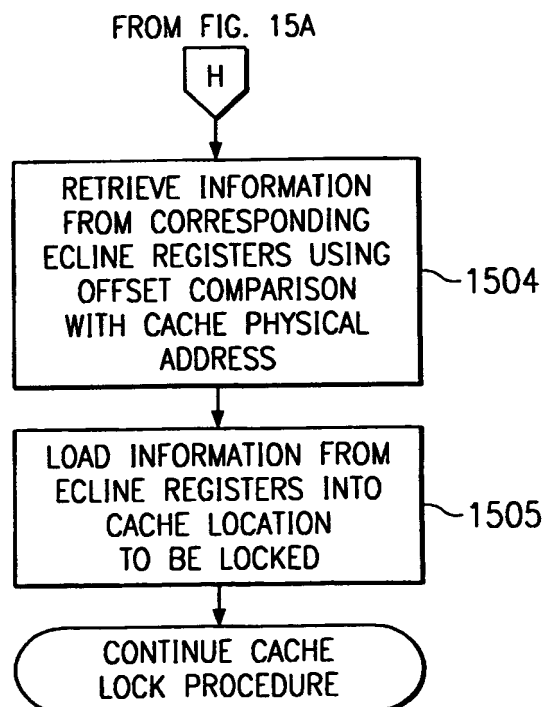 FROM FIG. 15A
H
RETRIEVE INFORMATION
FROM CORRESPONDING
ECLINE REGISTERS USING
OFFSET COMPARISON
WITH CACHE PHYSICAL
ADDRESS
1504
LOAD INFORMATION FROM
ECLINE REGISTERS INTO
CACHE LOCATION
TO BE LOCKED
1505
CONTINUE CACHE
LOCK PROCEDURE